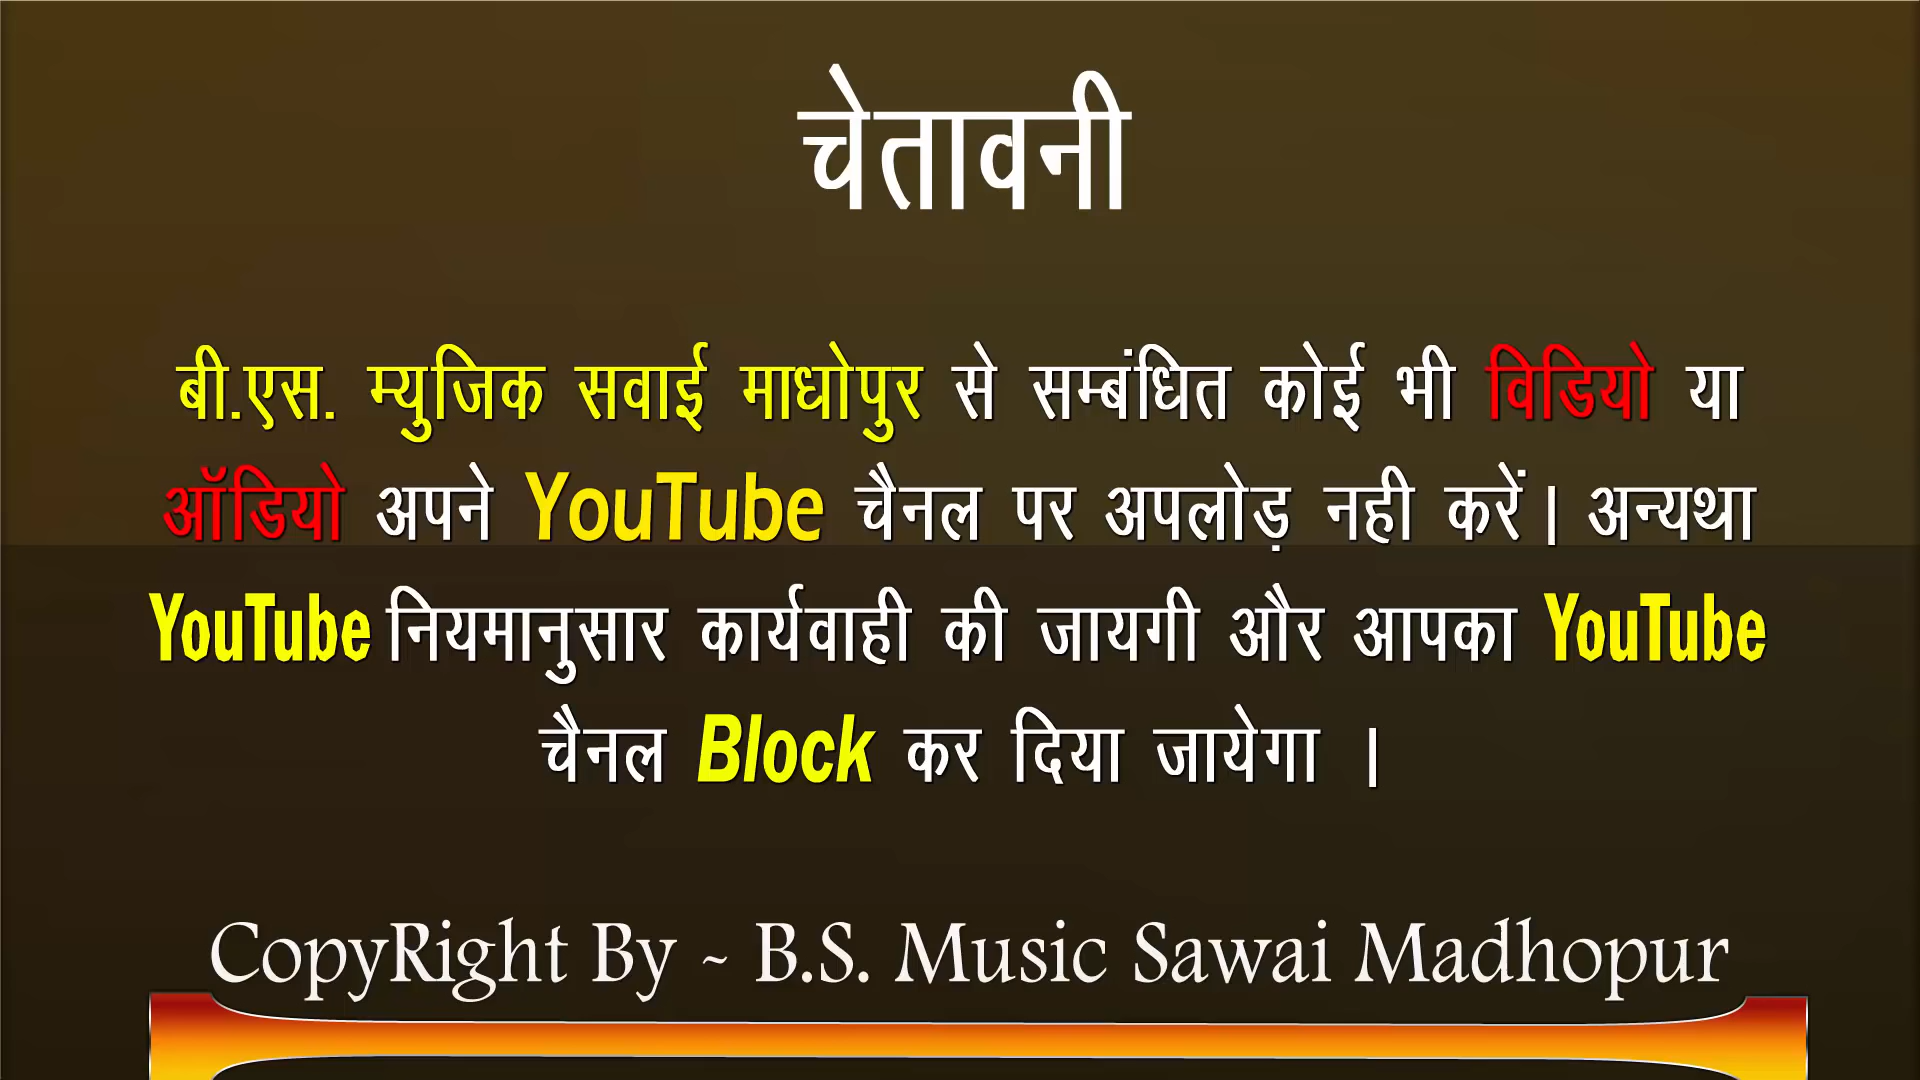 चेतावनी
बी.एस. म्युजिक सवाई माधोपुर से सम्बंधित कोई भी विडियो या
ऑडियो अपने YouTube चैनल पर अपलोड़ नही करें। अन्यथा
YouTube नियमानुसार कार्यवाही की जायगी और आपका YouTube
चैनल Block कर दिया जायेगा ।
CopyRight By - B.S. Music Sawai Madhopur